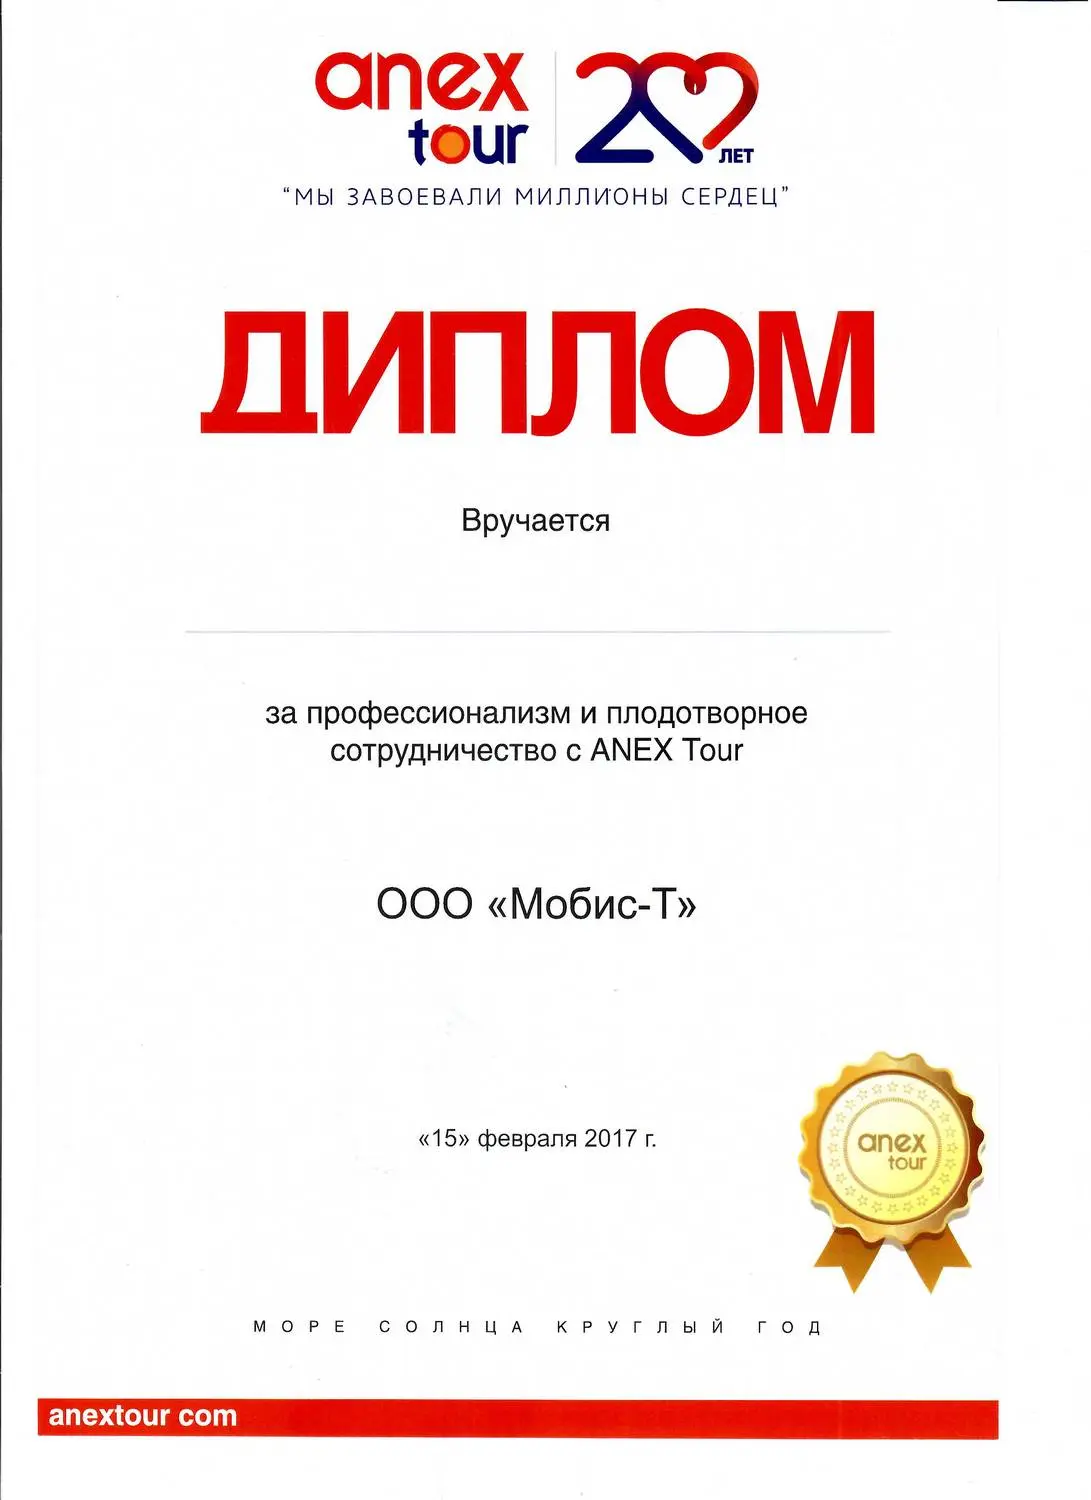 anex
tour
20 ЛЕТ
“МЫ ЗАВОЕВАЛИ МИЛЛИОНЫ СЕРДЕЦ”
ДИПЛОМ
Вручается
за профессионализм и плодотворное
сотрудничество с ANEX Tour
ООО «Мобис-Т»
«15» февраля 2017 г.
anex
tour
МОРЕ СОЛНЦА КРУГЛЫЙ ГОД
anextour com